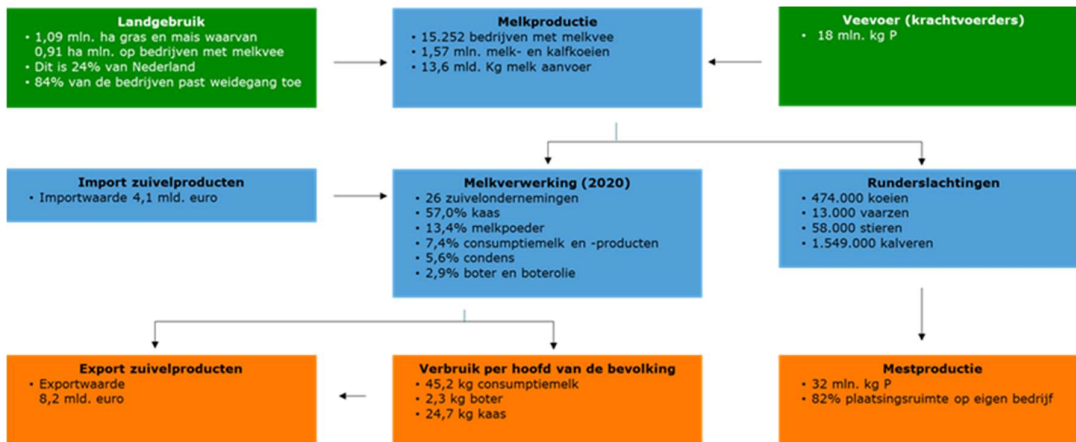 Landgebruik
• 1,09 mln. ha gras en mais waarvan
0,91 ha mln. op bedrijven met melkvee
• Dit is 24% van Nederland
• 84% van de bedrijven past weidegang toe
Melkproductie
• 15.252 bedrijven met melkvee
• 1,57 mln. melk- en kalfkoeien
• 13,6 mld. Kg melk aanvoer
Veevoer (krachtvoerders)
• 18 mln. kg P
Import zuivelproducten
• Importwaarde 4,1 mld. euro
Melkverwerking (2020)
• 26 zuivelondernemingen
• 57,0% kaas
• 13,4% melkpoeder
• 7,4% consumptiemelk en -producten
• 5,6% condens
• 2,9% boter en boterolie
Runderslachtingen
• 474.000 koeien
• 13.000 vaarzen
• 58.000 stieren
• 1.549.000 kalveren
Export zuivelproducten
• Exportwaarde
8,2 mld. euro
Verbruik per hoofd van de bevolking
• 45,2 kg consumptiemelk
• 2,3 kg boter
• 24,7 kg kaas
Mestproductie
• 32 mln. kg P
• 82% plaatsingsruimte op eigen bedrijf